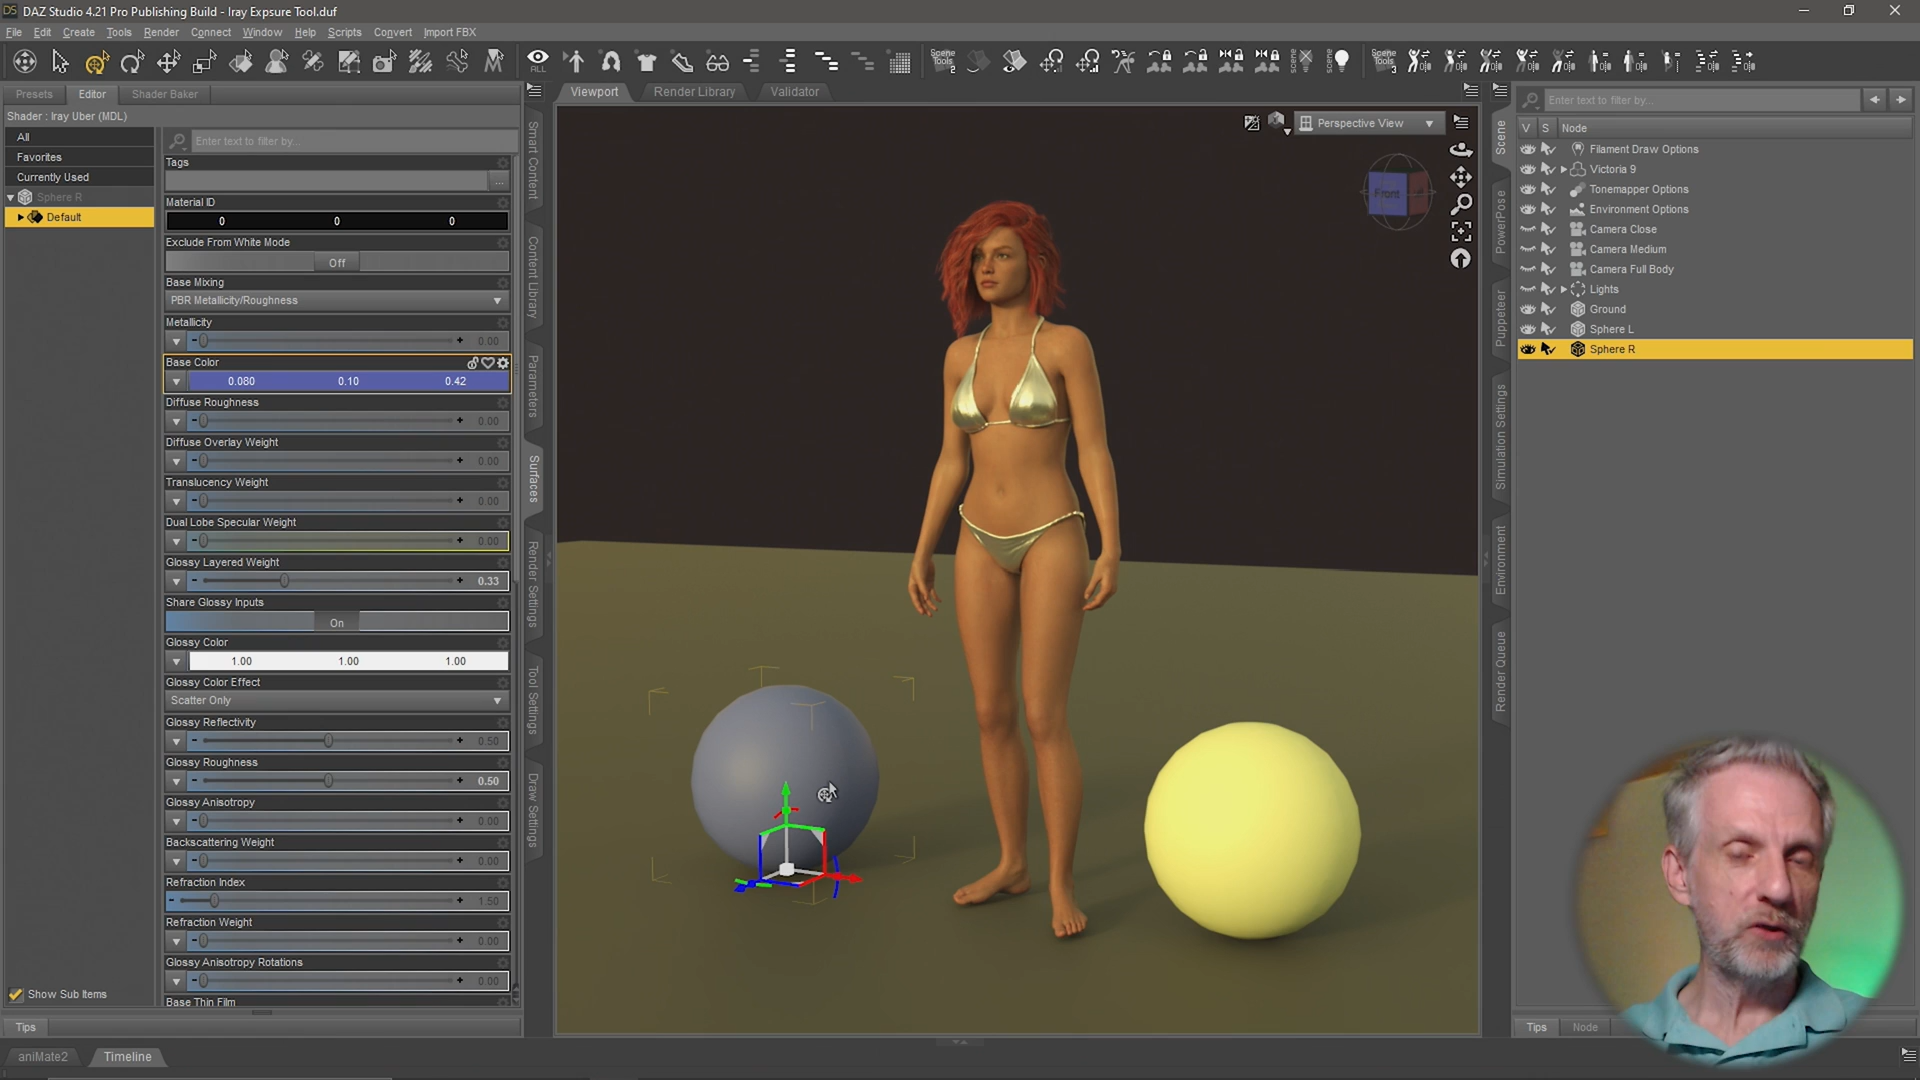 DAZ Studio 4.21 Pro Publishing Build - Iray Expsure Tool.duf
File Edit Create Tools Render Connect Window Help Scripts Convert Import FBX
ALL
Scene Tools 2
scene
Scene Tools 3
Presets Editor Shader Baker
Viewport Render Library Validator
Shader : Iray Uber (MDL)
All
Favorites
Currently Used
Sphere R
Default
Show Sub Items
Enter text to filter by...
Tags
...
Material ID
0 0 0
Exclude From White Mode
Off
Base Mixing
PBR Metallicity/Roughness
Metallicity
0.00
Base Color
0.080 0.10 0.42
Diffuse Roughness
0.00
Diffuse Overlay Weight
0.00
Translucency Weight
0.00
Dual Lobe Specular Weight
0.00
Glossy Layered Weight
0.33
Share Glossy Inputs
On
Glossy Color
1.00 1.00 1.00
Glossy Color Effect
Scatter Only
Glossy Reflectivity
0.50
Glossy Roughness
0.50
Glossy Anisotropy
0.00
Backscattering Weight
0.00
Refraction Index
1.50
Refraction Weight
0.00
Glossy Anisotropy Rotations
0.00
Base Thin Film
Tips
aniMate2 Timeline
Smart Content
Content Library
Parameters
Surfaces
Render Settings
Tool Settings
Draw Settings
Perspective View
Front
Scene
PowerPose
Puppeteer
Simulation Settings
Environment
Render Queue
Enter text to filter by...
V S Node
Filament Draw Options
Victoria 9
Tonemapper Options
Environment Options
Camera Close
Camera Medium
Camera Full Body
Lights
Ground
Sphere L
Sphere R
Tips Node